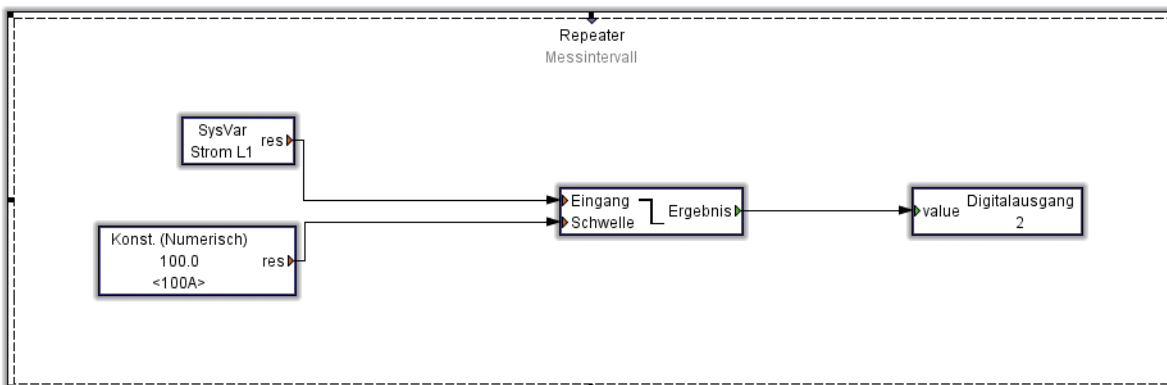 Repeater
Messintervall
SysVar
Strom L1
res
Konst. (Numerisch)
100.0
<100A>
res
Eingang
Schwelle
Ergebnis
value
Digitalausgang
2